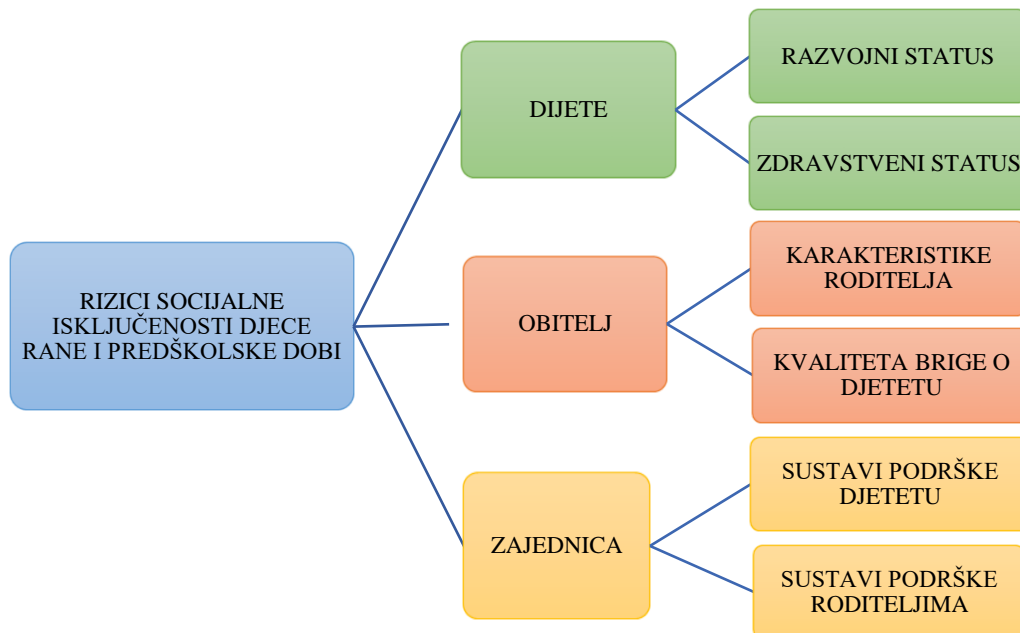 RIZICI SOCIJALNE
ISKLJUČENOSTI DJECE
RANE I PREDŠKOLSKE DOBI
DIJETE
RAZVOJNI STATUS
ZDRAVSTVENI STATUS
OBITELJ
KARAKTERISTIKE
RODITELJA
KVALITETA BRIGE O
DJETETU
ZAJEDNICA
SUSTAVI PODRŠKE
DJETETU
SUSTAVI PODRŠKE
RODITELJIMA